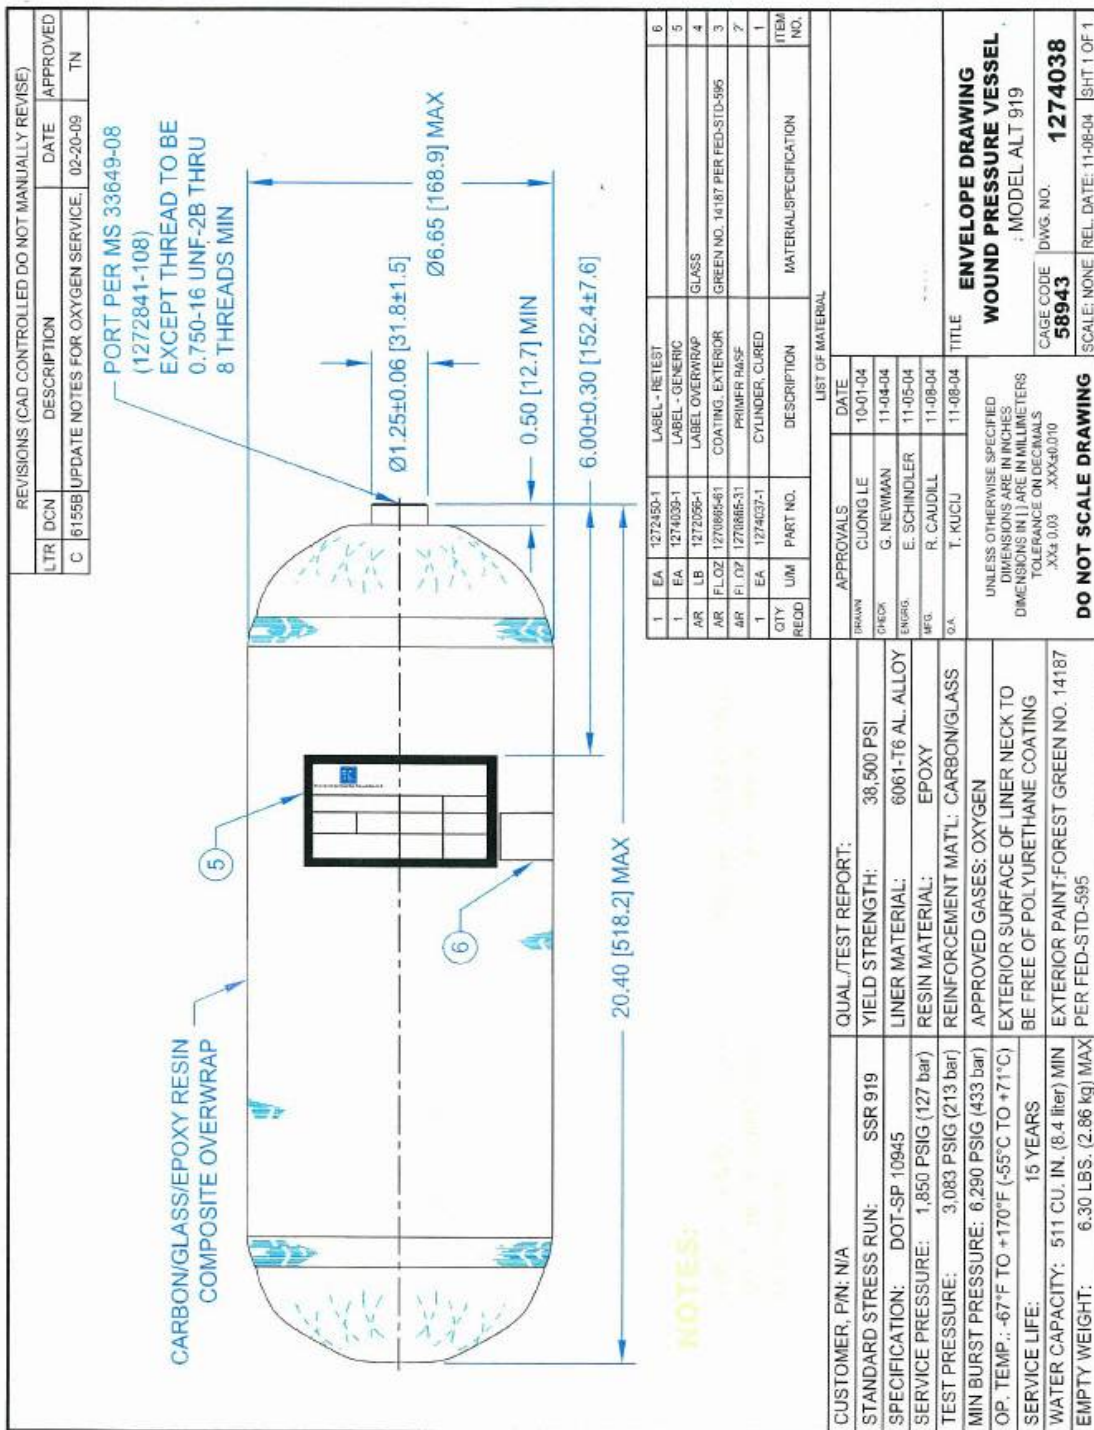 REVISIONS (CAD CONTROLLED DO NOT MANUALLY REVISE)
LTR DCN DESCRIPTION DATE APPROVED
C 6155B UPDATE NOTES FOR OXYGEN SERVICE, 02-20-09 TN
CARBON/GLASS/EPOXY RESIN
COMPOSITE OVERWRAP
PORT PER MS 33649-08
(1272841-108)
EXCEPT THREAD TO BE
0.750-16 UNF-2B THRU
8 THREADS MIN
5
6
Ø1.25±0.06 [31.8±1.5]
Ø6.65 [168.9] MAX
0.50 [12.7] MIN
6.00±0.30 [152.4±7.6]
20.40 [518.2] MAX
NOTES:
1 EA 1272450-1 LABEL - RETEST 6
1 EA 1274039-1 LABEL - GENERIC 5
AR LB 1272056-1 LABEL OVERWRAP GLASS 4
AR FL.OZ 1270865-61 COATING, EXTERIOR GREEN NO. 14187 PER FED-STD-595 3
AR FL.OZ 1270865-31 PRIMER BASE 2
1 EA 1274037-1 CYLINDER, CURED 1
QTY REQD U/M PART NO. DESCRIPTION MATERIAL/SPECIFICATION ITEM NO.
LIST OF MATERIAL
CUSTOMER, P/N: N/A
STANDARD STRESS RUN: SSR 919
SPECIFICATION: DOT-SP 10945
SERVICE PRESSURE: 1,850 PSIG (127 bar)
TEST PRESSURE: 3,083 PSIG (213 bar)
MIN BURST PRESSURE: 6,290 PSIG (433 bar)
OP. TEMP.: -67°F TO +170°F (-55°C TO +71°C)
SERVICE LIFE: 15 YEARS
WATER CAPACITY: 511 CU. IN. (8.4 liter) MIN
EMPTY WEIGHT: 6.30 LBS. (2.86 kg) MAX
QUAL./TEST REPORT:
YIELD STRENGTH: 38,500 PSI
LINER MATERIAL: 6061-T6 AL. ALLOY
RESIN MATERIAL: EPOXY
REINFORCEMENT MAT'L: CARBON/GLASS
APPROVED GASES: OXYGEN
EXTERIOR SURFACE OF LINER NECK TO
BE FREE OF POLYURETHANE COATING
EXTERIOR PAINT:FOREST GREEN NO. 14187
PER FED-STD-595
APPROVALS DATE
DRAWN CUONG LE 10-01-04
CHECK G. NEWMAN 11-04-04
ENGRG. E. SCHINDLER 11-05-04
MFG. R. CAUDILL 11-08-04
Q.A. T. KUCIJ 11-08-04
UNLESS OTHERWISE SPECIFIED
DIMENSIONS ARE IN INCHES
DIMENSIONS IN [ ] ARE IN MILLIMETERS
TOLERANCE ON DECIMALS
.XX± 0.03 .XXX±0.010
DO NOT SCALE DRAWING
TITLE
ENVELOPE DRAWING
WOUND PRESSURE VESSEL
: MODEL ALT 919
CAGE CODE
58943
DWG. NO.
1274038
SCALE: NONE REL. DATE: 11-08-04 SHT 1 OF 1